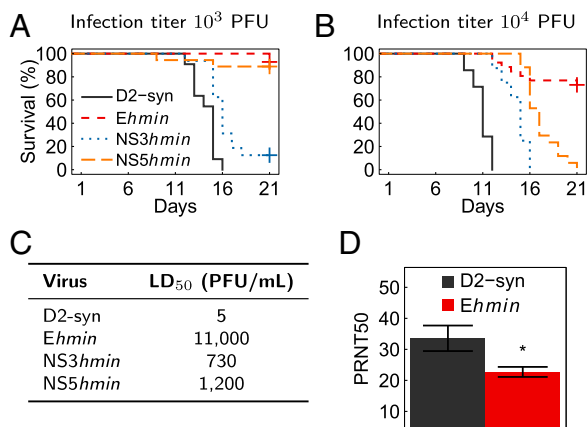 A Infection titer 10³ PFU
Survival (%)
100
80
60
40
20
0
D2-syn
Ehmin
NS3hmin
NS5hmin
1 6 11 16 21
Days
B Infection titer 10⁴ PFU
100
80
60
40
20
0
1 6 11 16 21
Days
C
Virus LD₅₀ (PFU/mL)
D2-syn 5
Ehmin 11,000
NS3hmin 730
NS5hmin 1,200
D
PRNT50
50
40
30
20
10
D2-syn
Ehmin
*